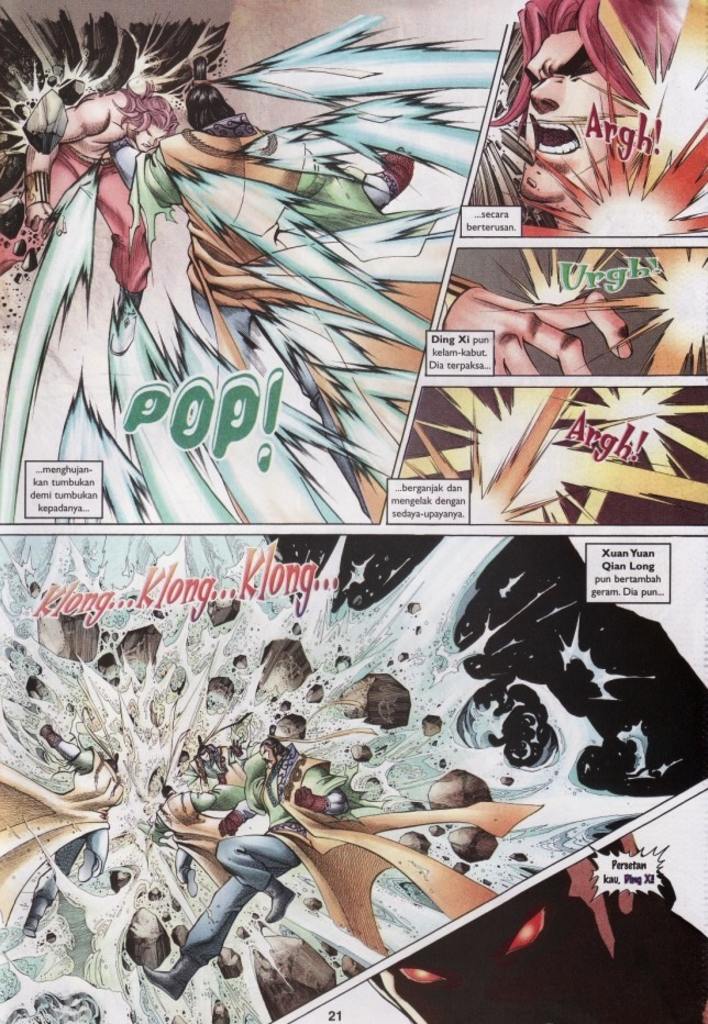 POP!
...menghujan-
kan tumbukan
demi tumbukan
kepadanya...
Argh!
...secara
berterusan.
Urgh!
Ding Xi pun
kelam-kabut.
Dia terpaksa...
Argh!
...berganjak dan
mengelak dengan
sedaya-upayanya.
Klong...Klong...Klong...
Xuan Yuan
Qian Long
pun bertambah
geram. Dia pun...
Persetan
kau, Ding Xi!
21